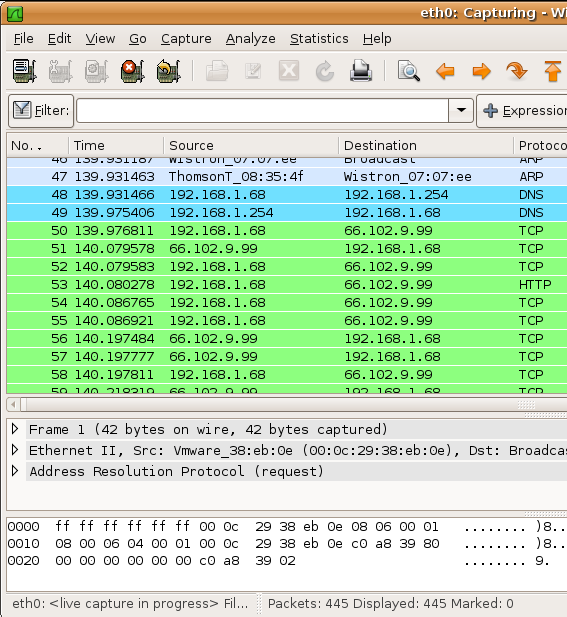 eth0: Capturing - Wi
File Edit View Go Capture Analyze Statistics Help
Filter: Expression
No. . Time Source Destination Protoco
46 139.931187 Wistron_07:07:ee Broadcast ARP
47 139.931463 ThomsonT_08:35:4f Wistron_07:07:ee ARP
48 139.931466 192.168.1.68 192.168.1.254 DNS
49 139.975406 192.168.1.254 192.168.1.68 DNS
50 139.976811 192.168.1.68 66.102.9.99 TCP
51 140.079578 66.102.9.99 192.168.1.68 TCP
52 140.079583 192.168.1.68 66.102.9.99 TCP
53 140.080278 192.168.1.68 66.102.9.99 HTTP
54 140.086765 192.168.1.68 66.102.9.99 TCP
55 140.086921 192.168.1.68 66.102.9.99 TCP
56 140.197484 66.102.9.99 192.168.1.68 TCP
57 140.197777 66.102.9.99 192.168.1.68 TCP
58 140.197811 192.168.1.68 66.102.9.99 TCP
59 140.218319 66.102.9.99 192.168.1.68 TCP
Frame 1 (42 bytes on wire, 42 bytes captured)
Ethernet II, Src: Vmware_38:eb:0e (00:0c:29:38:eb:0e), Dst: Broadcas
Address Resolution Protocol (request)
0000 ff ff ff ff ff ff 00 0c 29 38 eb 0e 08 06 00 01 ........ )8..
0010 08 00 06 04 00 01 00 0c 29 38 eb 0e c0 a8 39 80 ........ )8..
0020 00 00 00 00 00 00 c0 a8 39 02 ........ 9.
eth0: <live capture in progress> Fil... Packets: 445 Displayed: 445 Marked: 0